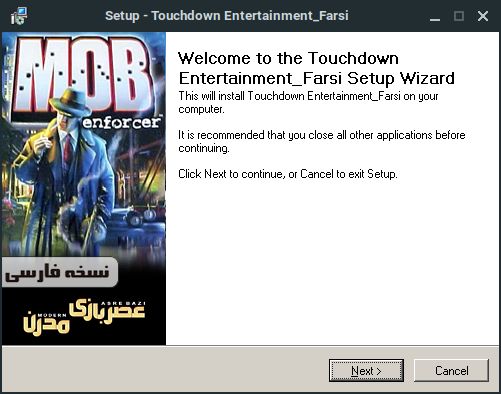 Setup - Touchdown Entertainment_Farsi
MOB
enforcer
نسخه فارسی
ASRE BAZI
عصر بازی
MODERN
مدرن
Welcome to the Touchdown
Entertainment_Farsi Setup Wizard
This will install Touchdown Entertainment_Farsi on your
computer.
It is recommended that you close all other applications before
continuing.
Click Next to continue, or Cancel to exit Setup.
Next >
Cancel